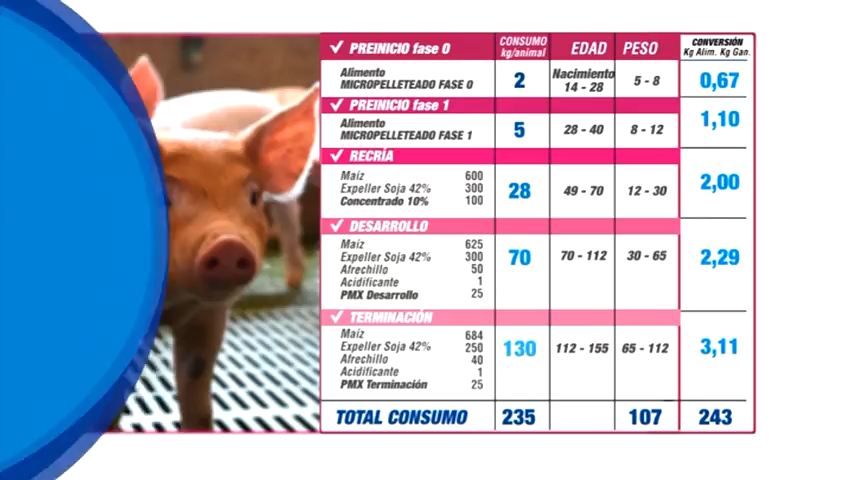 ✓ PREINICIO fase 0 CONSUMO kg/animal EDAD PESO CONVERSIÓN Kg Alim. Kg Gan.
Alimento
MICROPELLETEADO FASE 0 2 Nacimiento 14 - 28 5 - 8 0,67
✓ PREINICIO fase 1
Alimento
MICROPELLETEADO FASE 1 5 28 - 40 8 - 12 1,10
✓ RECRÍA
Maíz 600
Expeller Soja 42% 300 28 49 - 70 12 - 30 2,00
Concentrado 10% 100
✓ DESARROLLO
Maíz 625
Expeller Soja 42% 300 70 70 - 112 30 - 65 2,29
Afrechillo 50
Acidificante 1
PMX Desarrollo 25
✓ TERMINACIÓN
Maíz 684
Expeller Soja 42% 250 130 112 - 155 65 - 112 3,11
Afrechillo 40
Acidificante 1
PMX Terminación 25
TOTAL CONSUMO 235 107 243